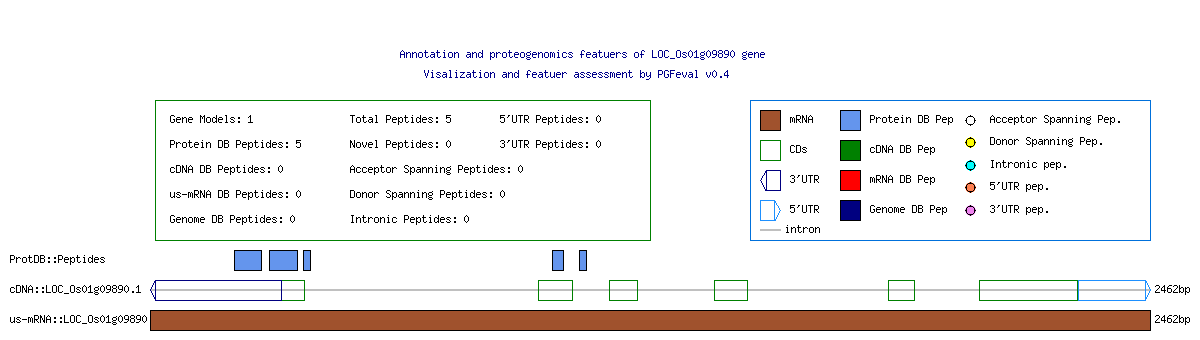 Annotation and proteogenomics featuers of LOC_Os01g09890 gene
Visalization and featuer assessment by PGFeval v0.4
Gene Models: 1 Total Peptides: 5 5'UTR Peptides: 0
Protein DB Peptides: 5 Novel Peptides: 0 3'UTR Peptides: 0
cDNA DB Peptides: 0 Acceptor Spanning Peptides: 0
us-mRNA DB Peptides: 0 Donor Spanning Peptides: 0
Genome DB Peptides: 0 Intronic Peptides: 0
mRNA Protein DB Pep Acceptor Spanning Pep.
Donor Spanning Pep.
CDs cDNA DB Pep
Intronic pep.
3'UTR mRNA DB Pep
5'UTR pep.
5'UTR Genome DB Pep 3'UTR pep.
intron
ProtDB::Peptides
cDNA::LOC_Os01g09890.1 2462bp
us-mRNA::LOC_Os01g09890 2462bp